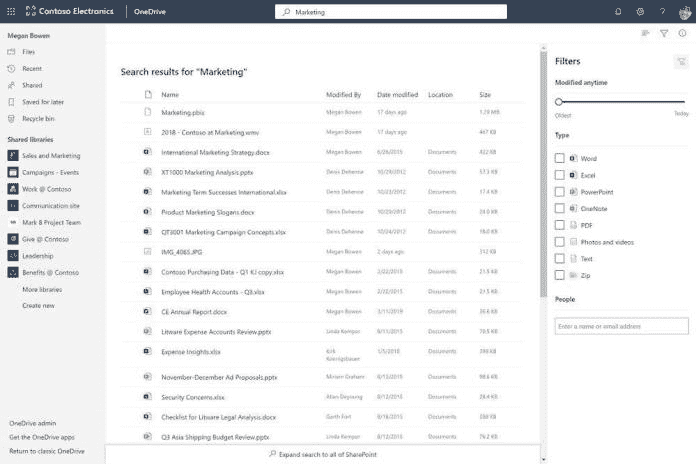 Contoso Electronics OneDrive Marketing
Megan Bowen
Files
Recent
Shared
Saved for later
Recycle bin
Shared libraries
Sales and Marketing
Campaigns - Events
Work @ Contoso
Communication site
Mark 8 Project Team
Give @ Contoso
Leadership
Benefits @ Contoso
More libraries
Create new
OneDrive admin
Get the OneDrive apps
Return to classic OneDrive
Search results for "Marketing"
Name Modified By Date modified Location Size
Marketing.pbix Megan Bowen 17 days ago 1.29 MB
2018 - Contoso at Marketing.wmv Megan Bowen 17 days ago 467 KB
International Marketing Strategy.docx Megan Bowen 6/26/2015 Documents 422 KB
XT1000 Marketing Analysis.pptx Denis Dehenne 10/29/2012 Documents 57.3 KB
Marketing Term Successes International.xlsx Denis Dehenne 10/23/2012 Documents 17.4 KB
Product Marketing Slogans.docx Denis Dehenne 10/23/2012 Documents 24.0 KB
QT3001 Marketing Campaign Concepts.xlsx Denis Dehenne 10/24/2012 Documents 18.0 KB
IMG_4065.JPG Megan Bowen 2 days ago 312 KB
Contoso Purchasing Data - Q1 KJ copy.xlsx Megan Bowen 2/22/2015 Documents 21.5 KB
Employee Health Accounts - Q3.xlsx Megan Bowen 2/22/2015 Documents 21.5 KB
CE Annual Report.docx Megan Bowen 3/11/2019 Documents 36.6 KB
Litware Expense Accounts Review.pptx Linda Kemper 8/11/2015 Documents 70.5 KB
Expense Insights.xlsx Kirk Koenigsbauer 1/5/2018 Documents 399 KB
November-December Ad Proposals.pptx Miriam Graham 8/12/2015 Documents 98.6 KB
Security Concerns.xlsx Allan Deyoung 8/12/2015 Documents 28.4 KB
Checklist for Litware Legal Analysis.docx Garth Fort 8/16/2015 Documents KB
Q3 Asia Shipping Budget Review.pptx Linda Kemper 8/12/2015 Documents 76.2 KB
Expand search to all of SharePoint
Filters
Modified anytime
Oldest Today
Type
Word
Excel
PowerPoint
OneNote
PDF
Photos and videos
Text
Zip
People
Enter a name or email address